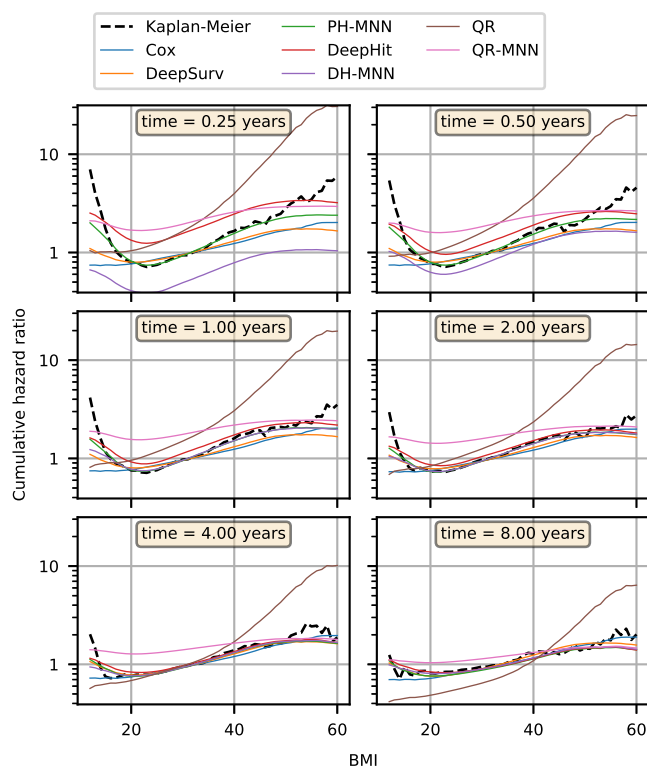 Kaplan-Meier PH-MNN QR
Cox DeepHit QR-MNN
DeepSurv DH-MNN
time = 0.25 years time = 0.50 years
10
1
time = 1.00 years time = 2.00 years
10
1
time = 4.00 years time = 8.00 years
10
1
20 40 60 20 40 60
Cumulative hazard ratio
BMI